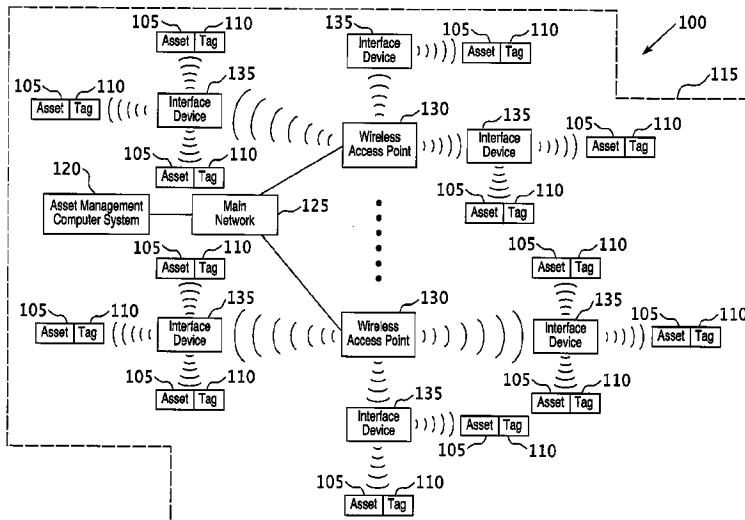 105 110 135 105 110 100
Asset Tag Interface Device Asset Tag
105 110 135 115
Asset Tag Interface Device 130 135
105 110 Wireless Access Point Interface Device 105 110
Asset Tag Asset Tag
120 105 110
Asset Management Computer System Main Network 125 Asset Tag
105 110 105 110
Asset Tag Asset Tag
105 110 135 130 135 105 110
Asset Tag Interface Device Wireless Access Point Interface Device Asset Tag
105 110 105 110
Asset Tag 135 Asset Tag
Interface Device Asset Tag
105 110
105 110
Asset Tag